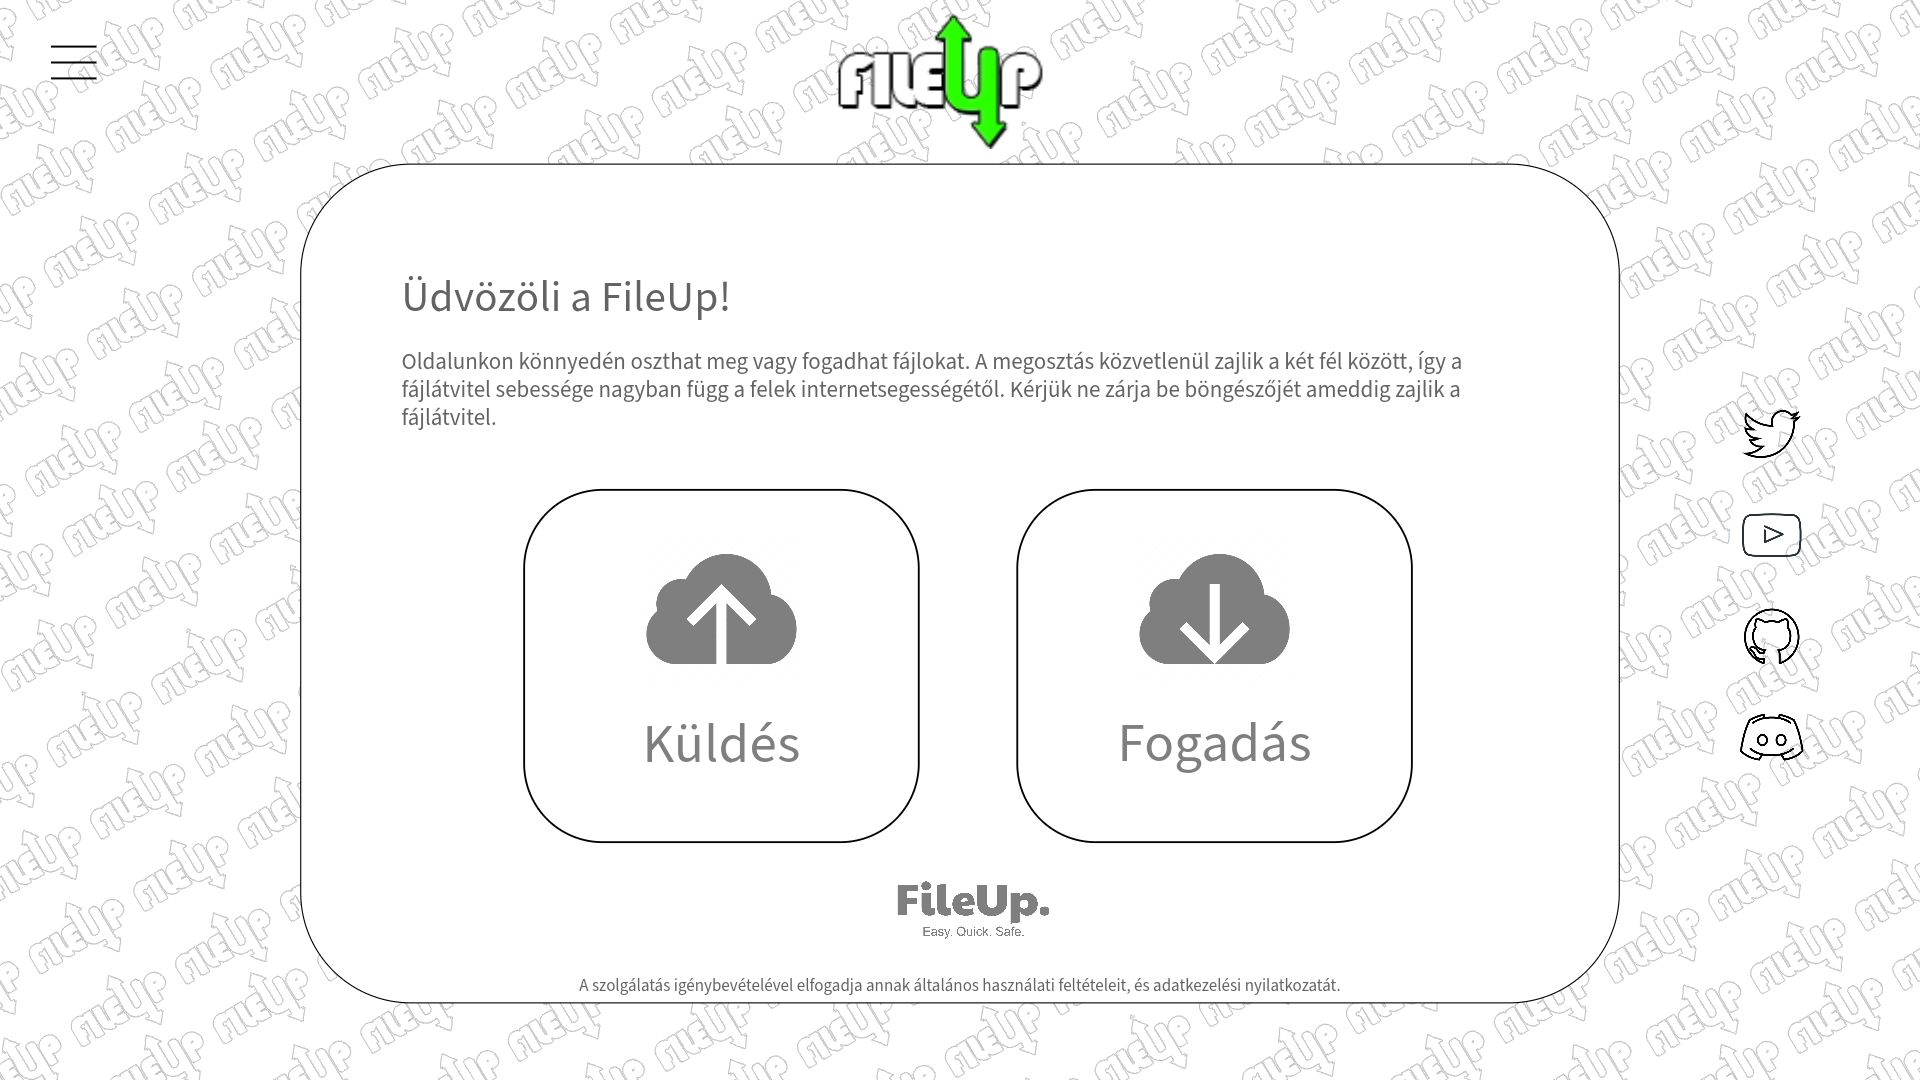 FILEUP
Üdvözöli a FileUp!
Oldalunkon könnyedén oszthat meg vagy fogadhat fájlokat. A megosztás közvetlenül zajlik a két fél között, így a
fájlátvitel sebessége nagyban függ a felek internetsegességétől. Kérjük ne zárja be böngészőjét ameddig zajlik a
fájlátvitel.
Küldés
Fogadás
FileUp.
Easy. Quick. Safe.
A szolgálatás igénybevételével elfogadja annak általános használati feltételeit, és adatkezelési nyilatkozatát.